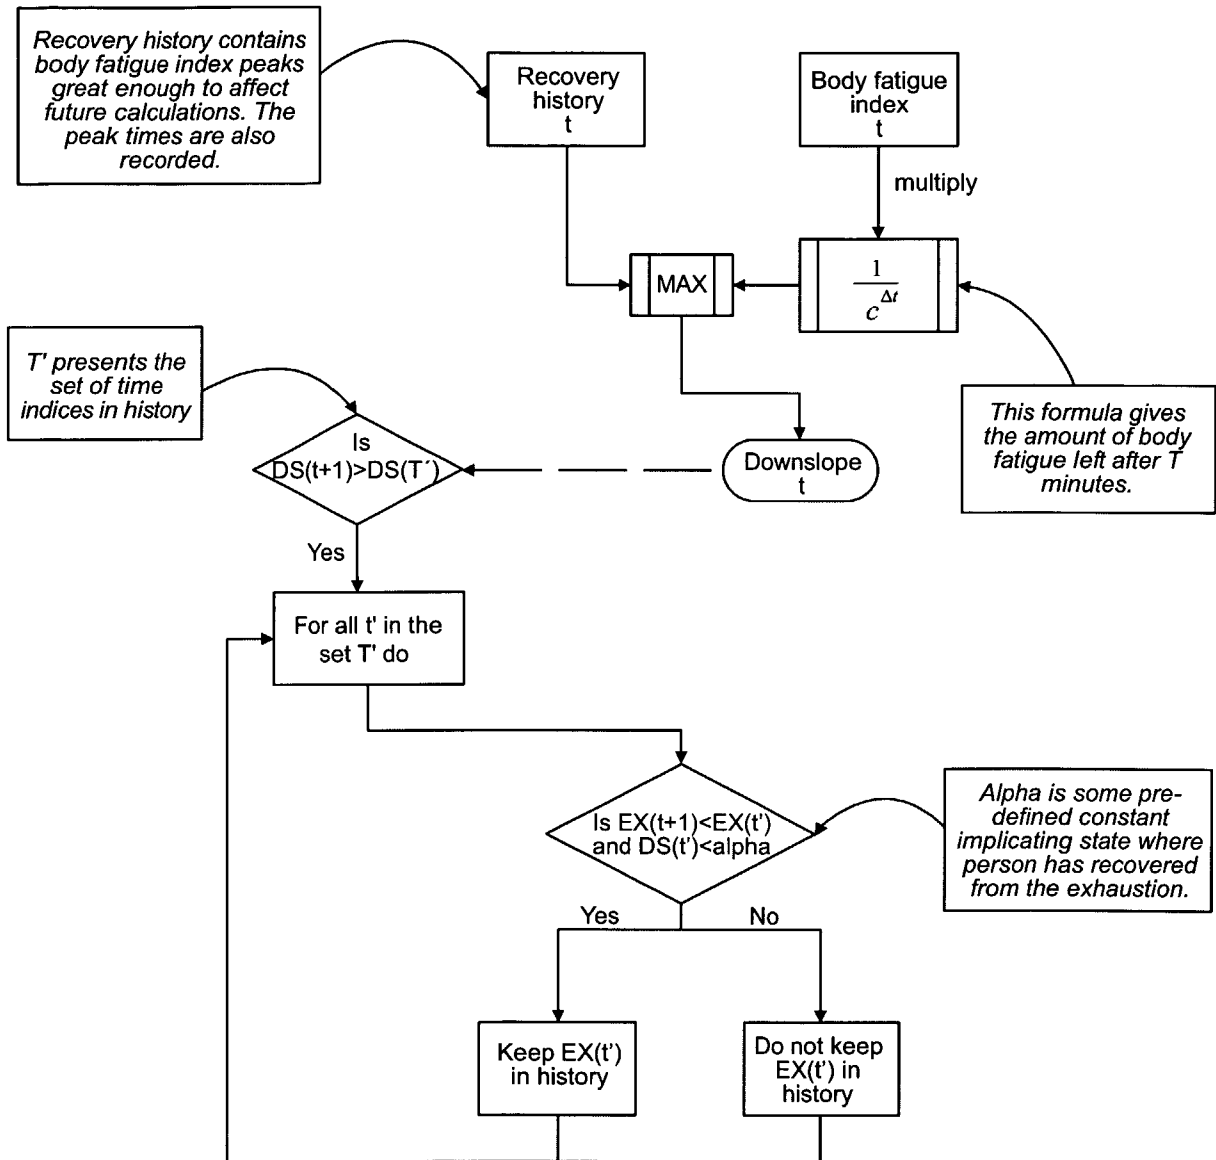 Recovery history contains
body fatigue index peaks
great enough to affect
future calculations. The
peak times are also
recorded.
Recovery
history
t
Body fatigue
index
t
multiply
MAX
1
c^Δt
T' presents the
set of time
indices in history
This formula gives
the amount of body
fatigue left after T
minutes.
Is
DS(t+1)>DS(T´)
Downslope
t
Yes
For all t' in the
set T' do
Is EX(t+1)<EX(t')
and DS(t')<alpha
Alpha is some pre-
defined constant
implicating state where
person has recovered
from the exhaustion.
Yes
No
Keep EX(t')
in history
Do not keep
EX(t') in
history